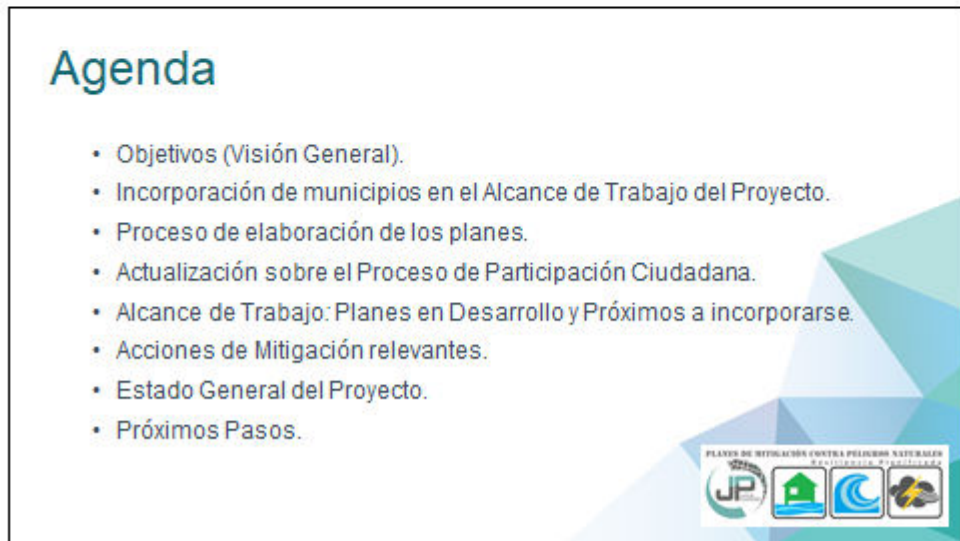 Agenda
• Objetivos (Visión General).
• Incorporación de municipios en el Alcance de Trabajo del Proyecto.
• Proceso de elaboración de los planes.
• Actualización sobre el Proceso de Participación Ciudadana.
• Alcance de Trabajo: Planes en Desarrollo y Próximos a incorporarse.
• Acciones de Mitigación relevantes.
• Estado General del Proyecto.
• Próximos Pasos.
PLANES DE MITIGACIÓN CONTRA PELIGROS NATURALES
Resiliencia Planificada
JP